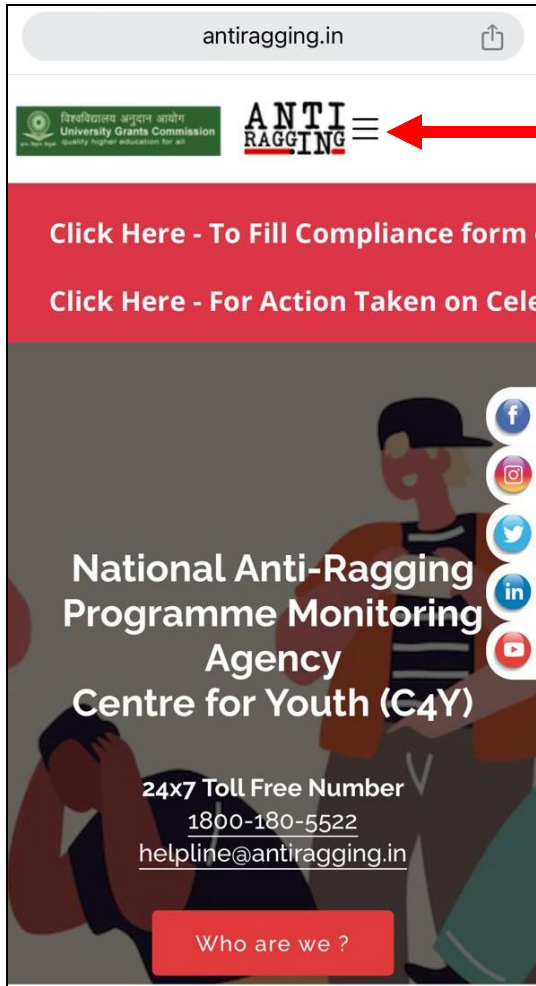 antiragging.in
विश्वविद्यालय अनुदान आयोग
University Grants Commission
quality higher education for all
ANTI
RAGGING
Click Here - To Fill Compliance form
Click Here - For Action Taken on Cele
National Anti-Ragging
Programme Monitoring
Agency
Centre for Youth (C4Y)
24x7 Toll Free Number
1800-180-5522
helpline@antiragging.in
Who are we ?
f
in